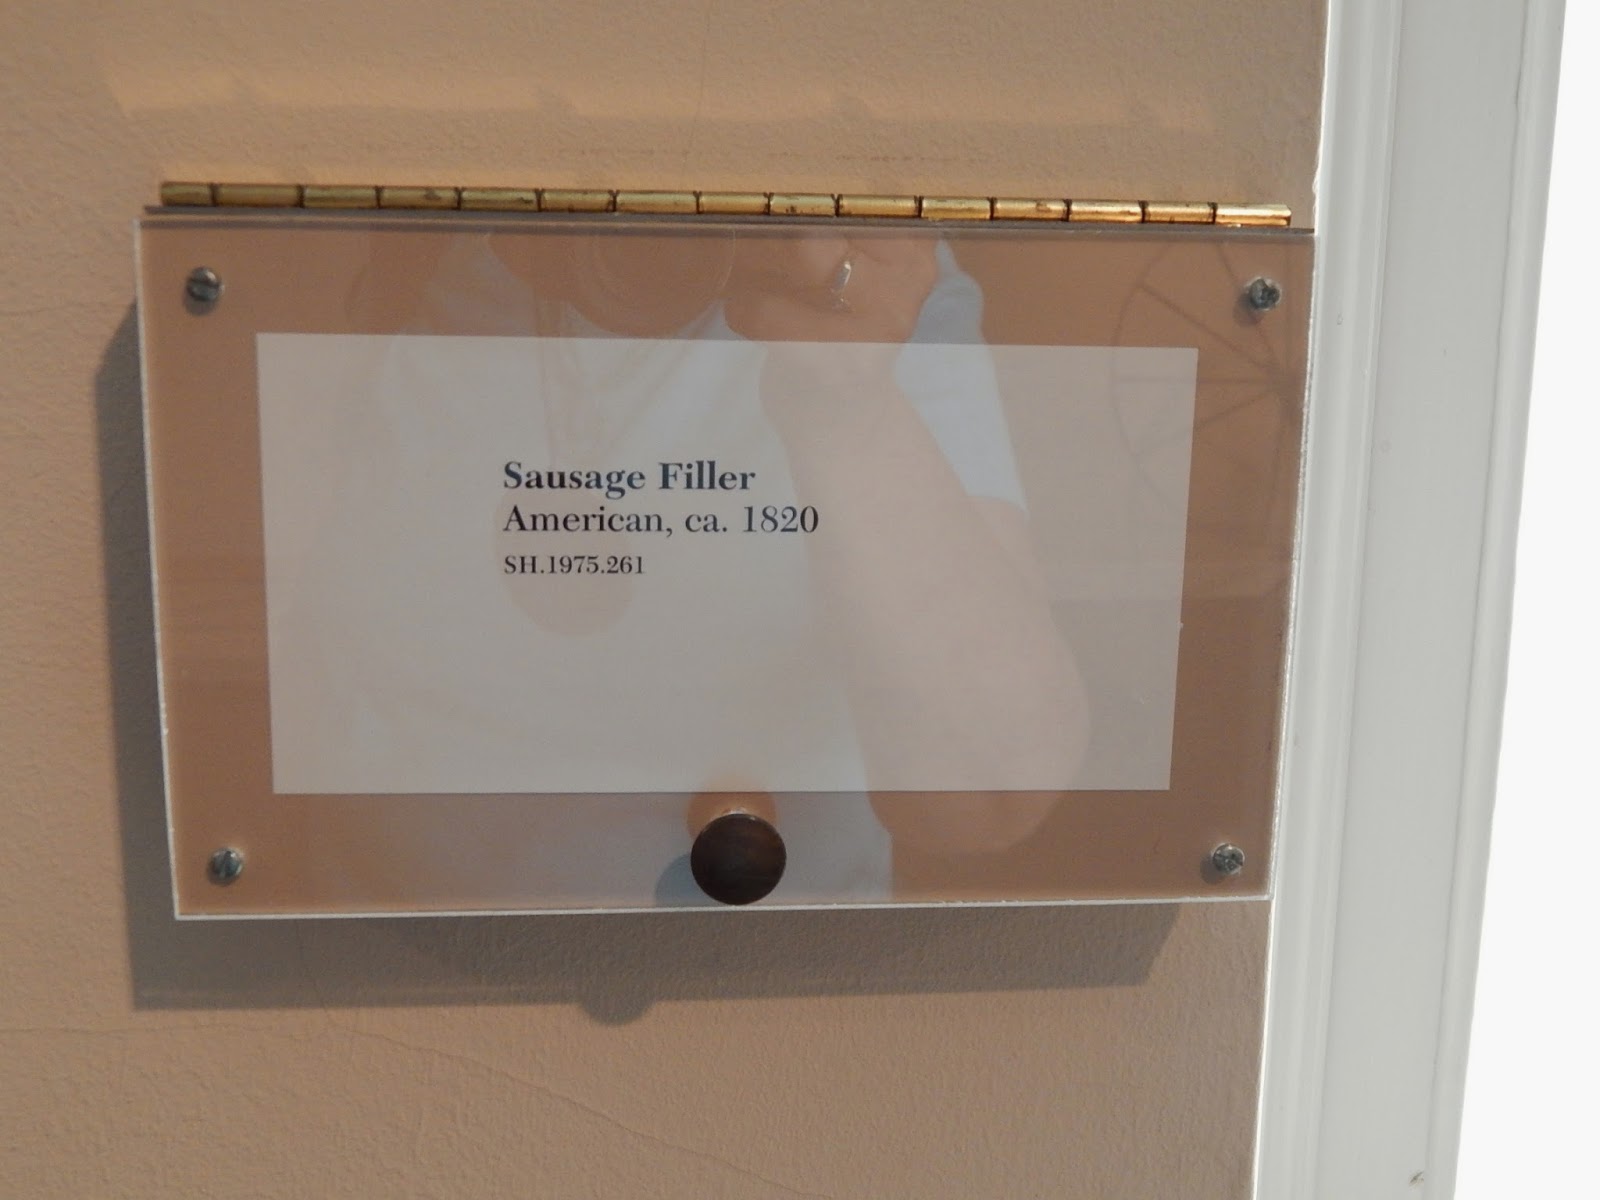 Sausage Filler
American, ca. 1820
SH.1975.261